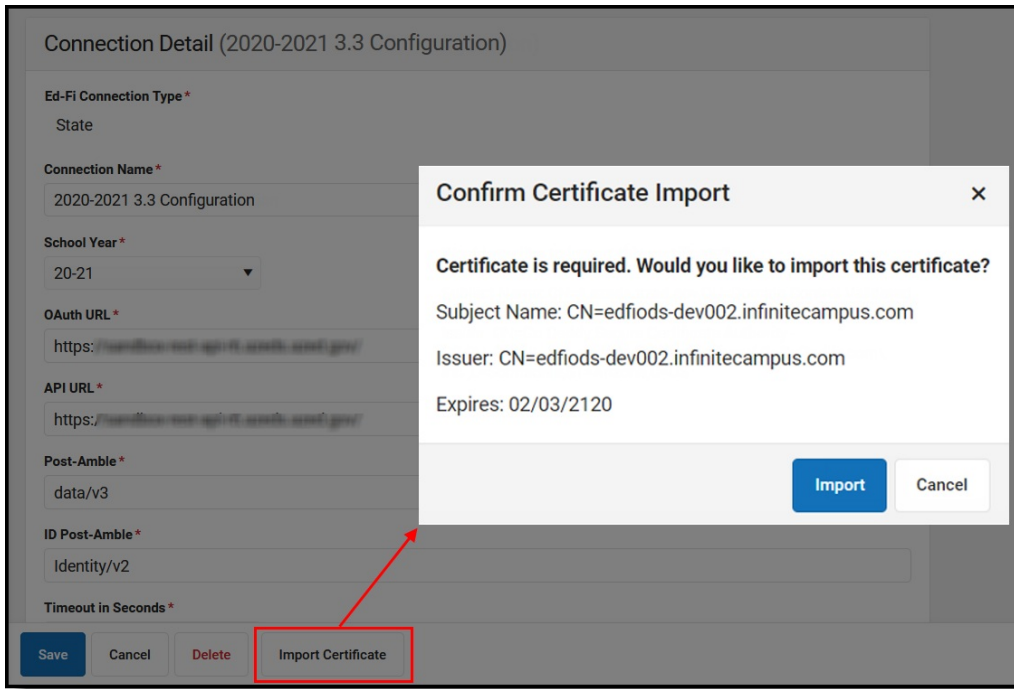 Connection Detail (2020-2021 3.3 Configuration)
Ed-Fi Connection Type *
State
Connection Name *
2020-2021 3.3 Configuration
School Year *
20-21
OAuth URL *
https:/
API URL *
https:/
Post-Amble *
data/v3
ID Post-Amble *
Identity/v2
Timeout in Seconds *
Save
Cancel
Delete
Import Certificate
Confirm Certificate Import
×
Certificate is required. Would you like to import this certificate?
Subject Name: CN=edfiods-dev002.infinitecampus.com
Issuer: CN=edfiods-dev002.infinitecampus.com
Expires: 02/03/2120
Import
Cancel